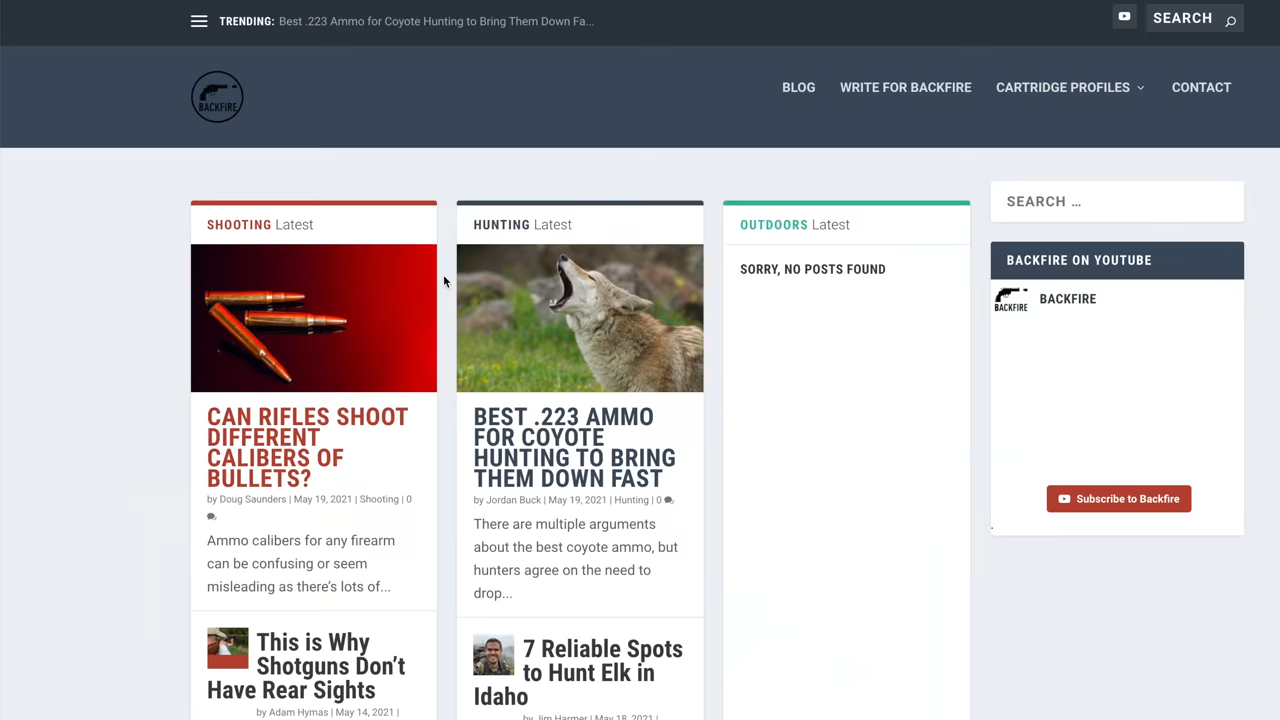 TRENDING: Best .223 Ammo for Coyote Hunting to Bring Them Down Fa...
SEARCH
BACKFIRE
BLOG
WRITE FOR BACKFIRE
CARTRIDGE PROFILES
CONTACT
SHOOTING Latest
CAN RIFLES SHOOT
DIFFERENT
CALIBERS OF
BULLETS?
by Doug Saunders | May 19, 2021 | Shooting | 0
Ammo calibers for any firearm
can be confusing or seem
misleading as there’s lots of...
This is Why
Shotguns Don’t
Have Rear Sights
by Adam Hymas | May 14, 2021 |
HUNTING Latest
BEST .223 AMMO
FOR COYOTE
HUNTING TO BRING
THEM DOWN FAST
by Jordan Buck | May 19, 2021 | Hunting | 0
There are multiple arguments
about the best coyote ammo, but
hunters agree on the need to
drop...
7 Reliable Spots
to Hunt Elk in
Idaho
by Jim Harmer | May 18, 2021 |
OUTDOORS Latest
SORRY, NO POSTS FOUND
SEARCH …
BACKFIRE ON YOUTUBE
BACKFIRE
BACKFIRE
Subscribe to Backfire
.